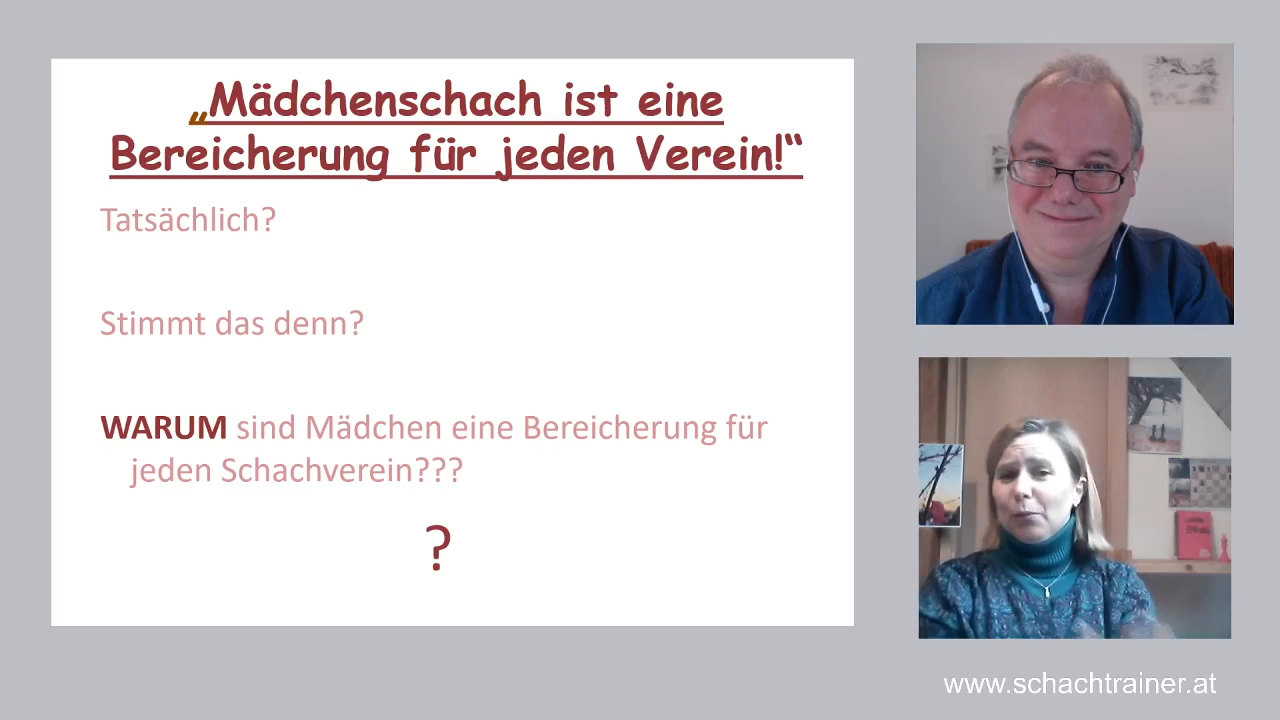 „Mädchenschach ist eine
Bereicherung für jeden Verein!“
Tatsächlich?
Stimmt das denn?
WARUM sind Mädchen eine Bereicherung für
jeden Schachverein???
?
www.schachtrainer.at